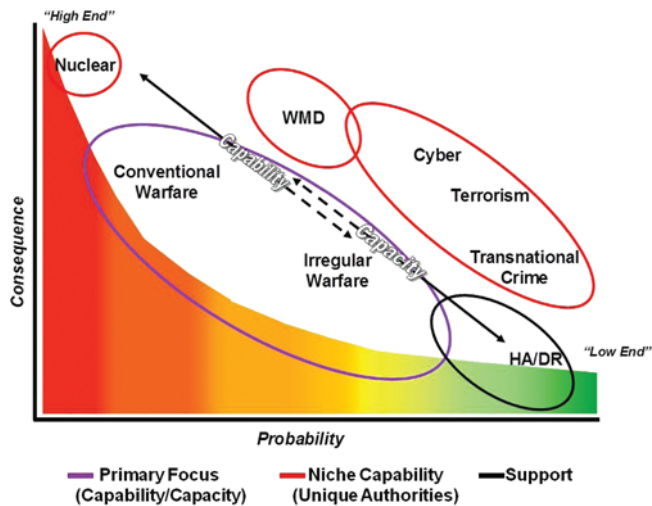 “High End”
Nuclear
WMD
Cyber
Terrorism
Transnational
Crime
Conventional
Warfare
Capability
Capacity
Irregular
Warfare
HA/DR
“Low End”
Consequence
Probability
Primary Focus
(Capability/Capacity)
Niche Capability
(Unique Authorities)
Support